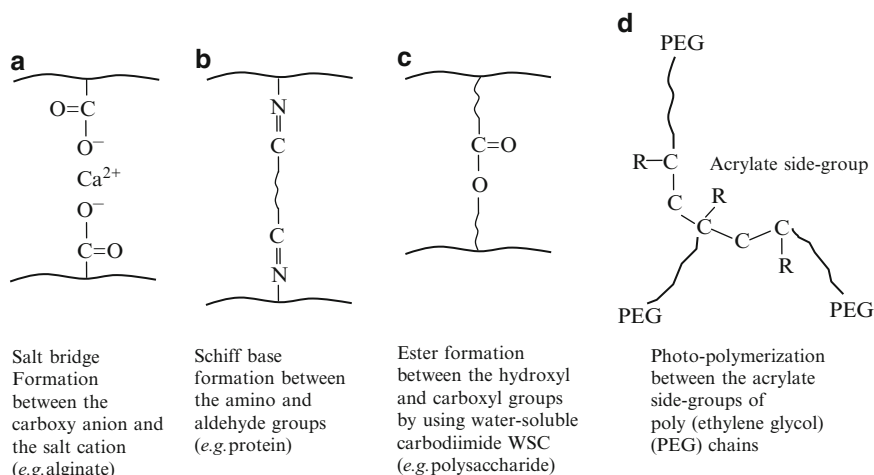 a
O=C
O−
Ca2+
O−
C=O
Salt bridge
Formation
between the
carboxy anion and
the salt cation
(e.g.alginate)
b
N
C
C
N
Schiff base
formation between
the amino and
aldehyde groups
(e.g.protein)
c
C=O
O
Ester formation
between the hydroxyl
and carboxyl groups
by using water-soluble
carbodiimide WSC
(e.g.polysaccharide)
d
PEG
R–C
Acrylate side-group
C
R
C
C
C
R
PEG
PEG
Photo-polymerization
between the acrylate
side-groups of
poly (ethylene glycol)
(PEG) chains